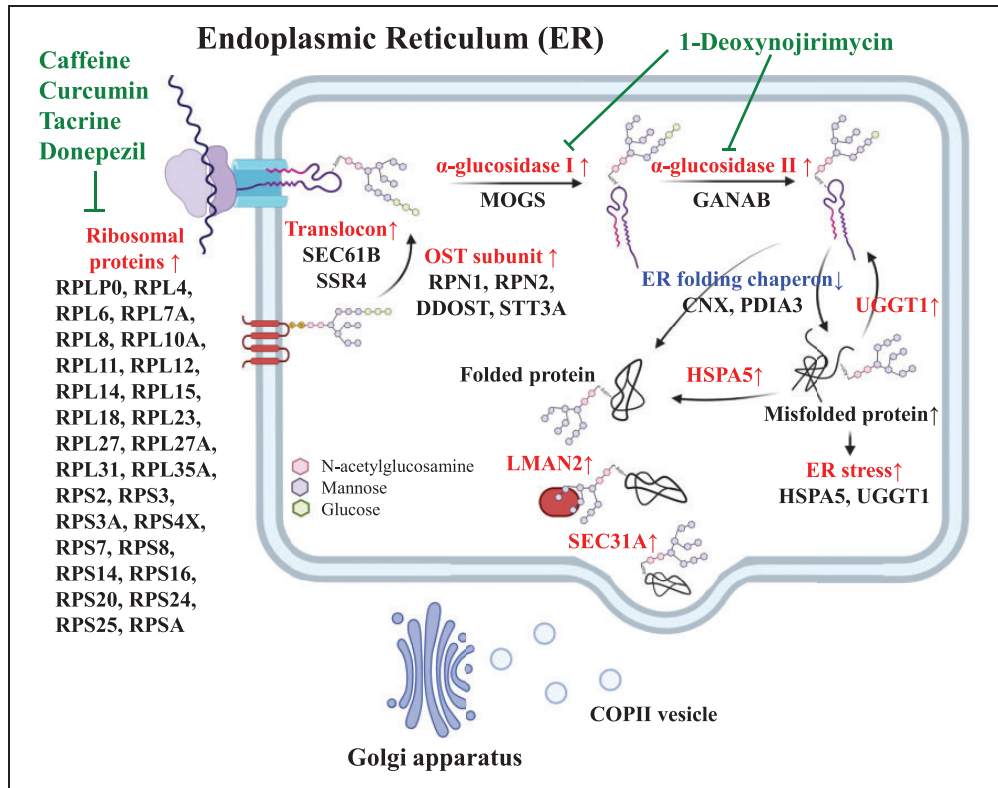 Endoplasmic Reticulum (ER)
1-Deoxynojirimycin
Caffeine
Curcumin
Tacrine
Donepezil
Ribosomal
proteins ↑
RPLP0, RPL4,
RPL6, RPL7A,
RPL8, RPL10A,
RPL11, RPL12,
RPL14, RPL15,
RPL18, RPL23,
RPL27, RPL27A,
RPL31, RPL35A,
RPS2, RPS3,
RPS3A, RPS4X,
RPS7, RPS8,
RPS14, RPS16,
RPS20, RPS24,
RPS25, RPSA
Translocon↑
SEC61B
SSR4
OST subunit ↑
RPN1, RPN2,
DDOST, STT3A
α-glucosidase I ↑
MOGS
α-glucosidase II ↑
GANAB
ER folding chaperon↓
CNX, PDIA3
UGGT1↑
Folded protein
HSPA5↑
Misfolded protein↑
ER stress↑
HSPA5, UGGT1
N-acetylglucosamine
Mannose
Glucose
LMAN2↑
SEC31A↑
COPII vesicle
Golgi apparatus